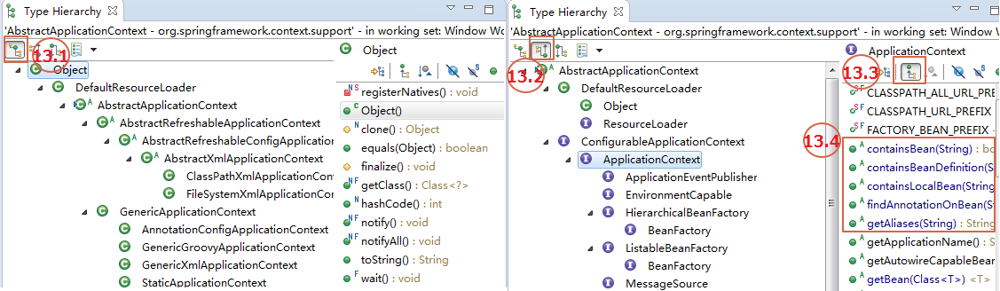 Type Hierarchy
'AbstractApplicationContext - org.springframework.context.support' - in working set: Window Wo
13.1
Object
DefaultResourceLoader
AbstractApplicationContext
AbstractRefreshableApplicationContext
AbstractRefreshableConfigApplication
AbstractXmlApplicationContext
ClassPathXmlApplicationCont
FileSystemXmlApplicationCon
GenericApplicationContext
AnnotationConfigApplicationContext
GenericGroovyApplicationContext
GenericXmlApplicationContext
StaticApplicationContext
Object
registerNatives() : void
Object()
clone() : Object
equals(Object) : boolean
finalize() : void
getClass() : Class<?>
hashCode() : int
notify() : void
notifyAll() : void
toString() : String
wait() : void
Type Hierarchy
'AbstractApplicationContext - org.springframework.context.support' - in working set: Window Wo
13.2
AbstractApplicationContext
DefaultResourceLoader
Object
ResourceLoader
ConfigurableApplicationContext
ApplicationContext
ApplicationEventPublisher
EnvironmentCapable
HierarchicalBeanFactory
BeanFactory
ListableBeanFactory
BeanFactory
MessageSource
ApplicationContext
13.3
CLASSPATH_ALL_URL_PRE
CLASSPATH_URL_PREFIX
FACTORY_BEAN_PREFIX -
13.4
containsBean(String) : bo
containsBeanDefinition(S
containsLocalBean(String
findAnnotationOnBean(St
getAliases(String) : String
getApplicationName() : S
getAutowireCapableBean
getBean(Class<T>) <T>